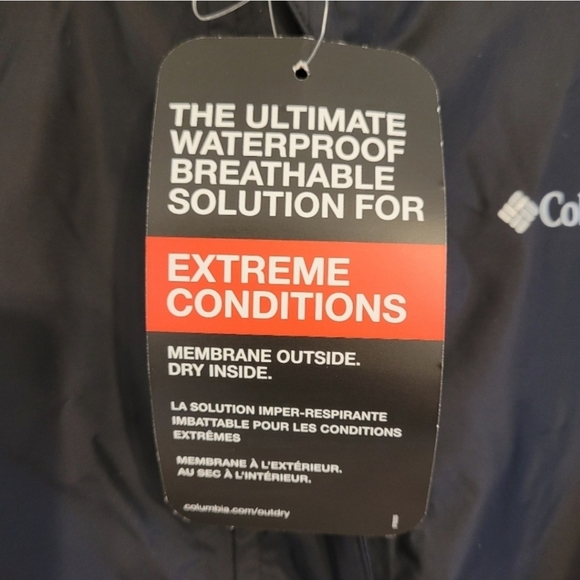 THE ULTIMATE
WATERPROOF
BREATHABLE
SOLUTION FOR
EXTREME
CONDITIONS
MEMBRANE OUTSIDE.
DRY INSIDE.
LA SOLUTION IMPER-RESPIRANTE
IMBATTABLE POUR LES CONDITIONS
EXTRÊMES
MEMBRANE À L'EXTÉRIEUR.
AU SEC À L'INTÉRIEUR.
columbia.com/outdry
Col